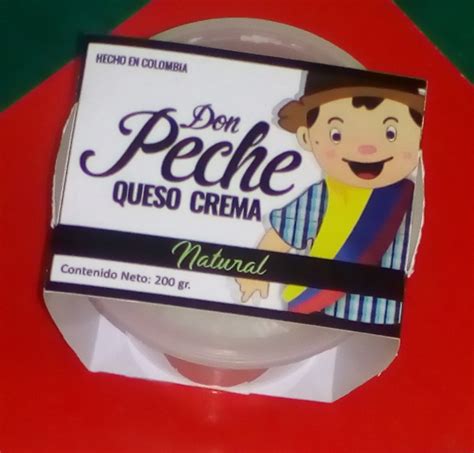 HECHO EN COLOMBIA
Don
Peche
QUESO CREMA
Natural
Contenido Neto: 200 gr.